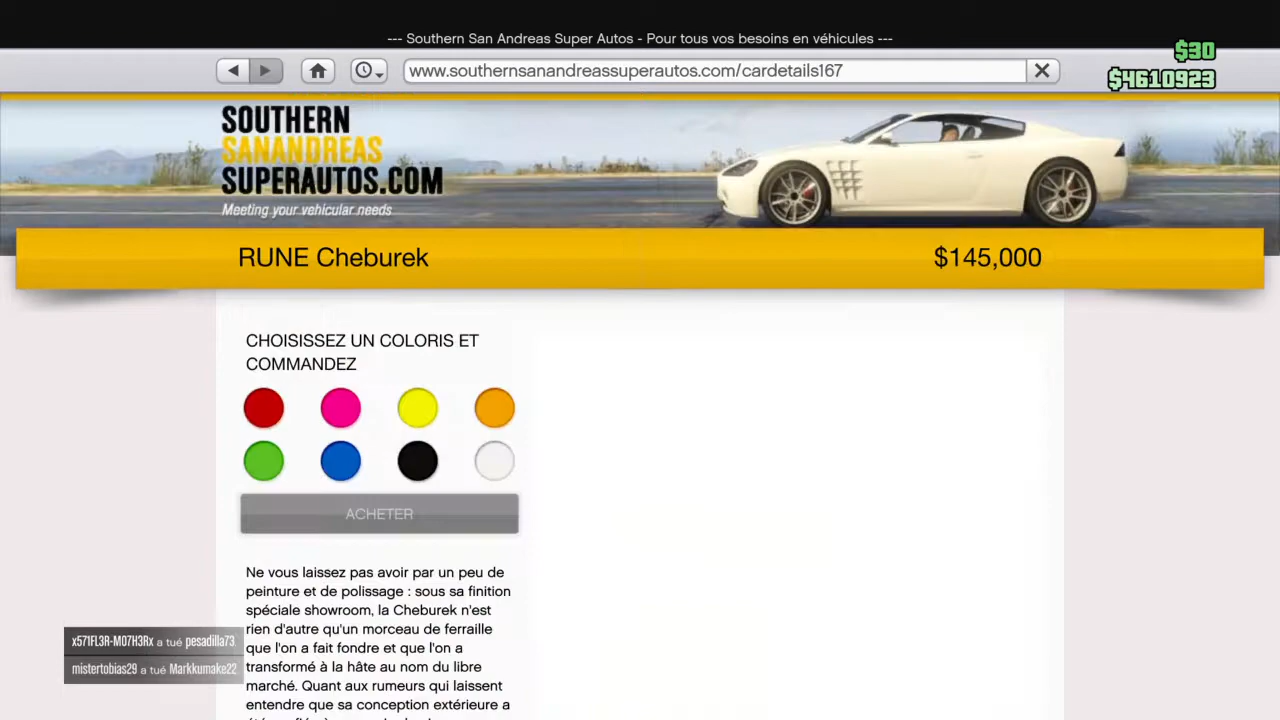 --- Southern San Andreas Super Autos - Pour tous vos besoins en véhicules ---
$30
www.southernsanandreassuperautos.com/cardetails167
$4610923
SOUTHERN
SANANDREAS
SUPERAUTOS.COM
Meeting your vehicular needs
RUNE Cheburek
$145,000
CHOISISSEZ UN COLORIS ET
COMMANDEZ
ACHETER
Ne vous laissez pas avoir par un peu de
peinture et de polissage : sous sa finition
spéciale showroom, la Cheburek n'est
rien d'autre qu'un morceau de ferraille
que l'on a fait fondre et que l'on a
transformé à la hâte au nom du libre
marché. Quant aux rumeurs qui laissent
entendre que sa conception extérieure a
x571FL3R-M07H3Rx a tué pesadilla73
mistertobias29 a tué Markkumake22